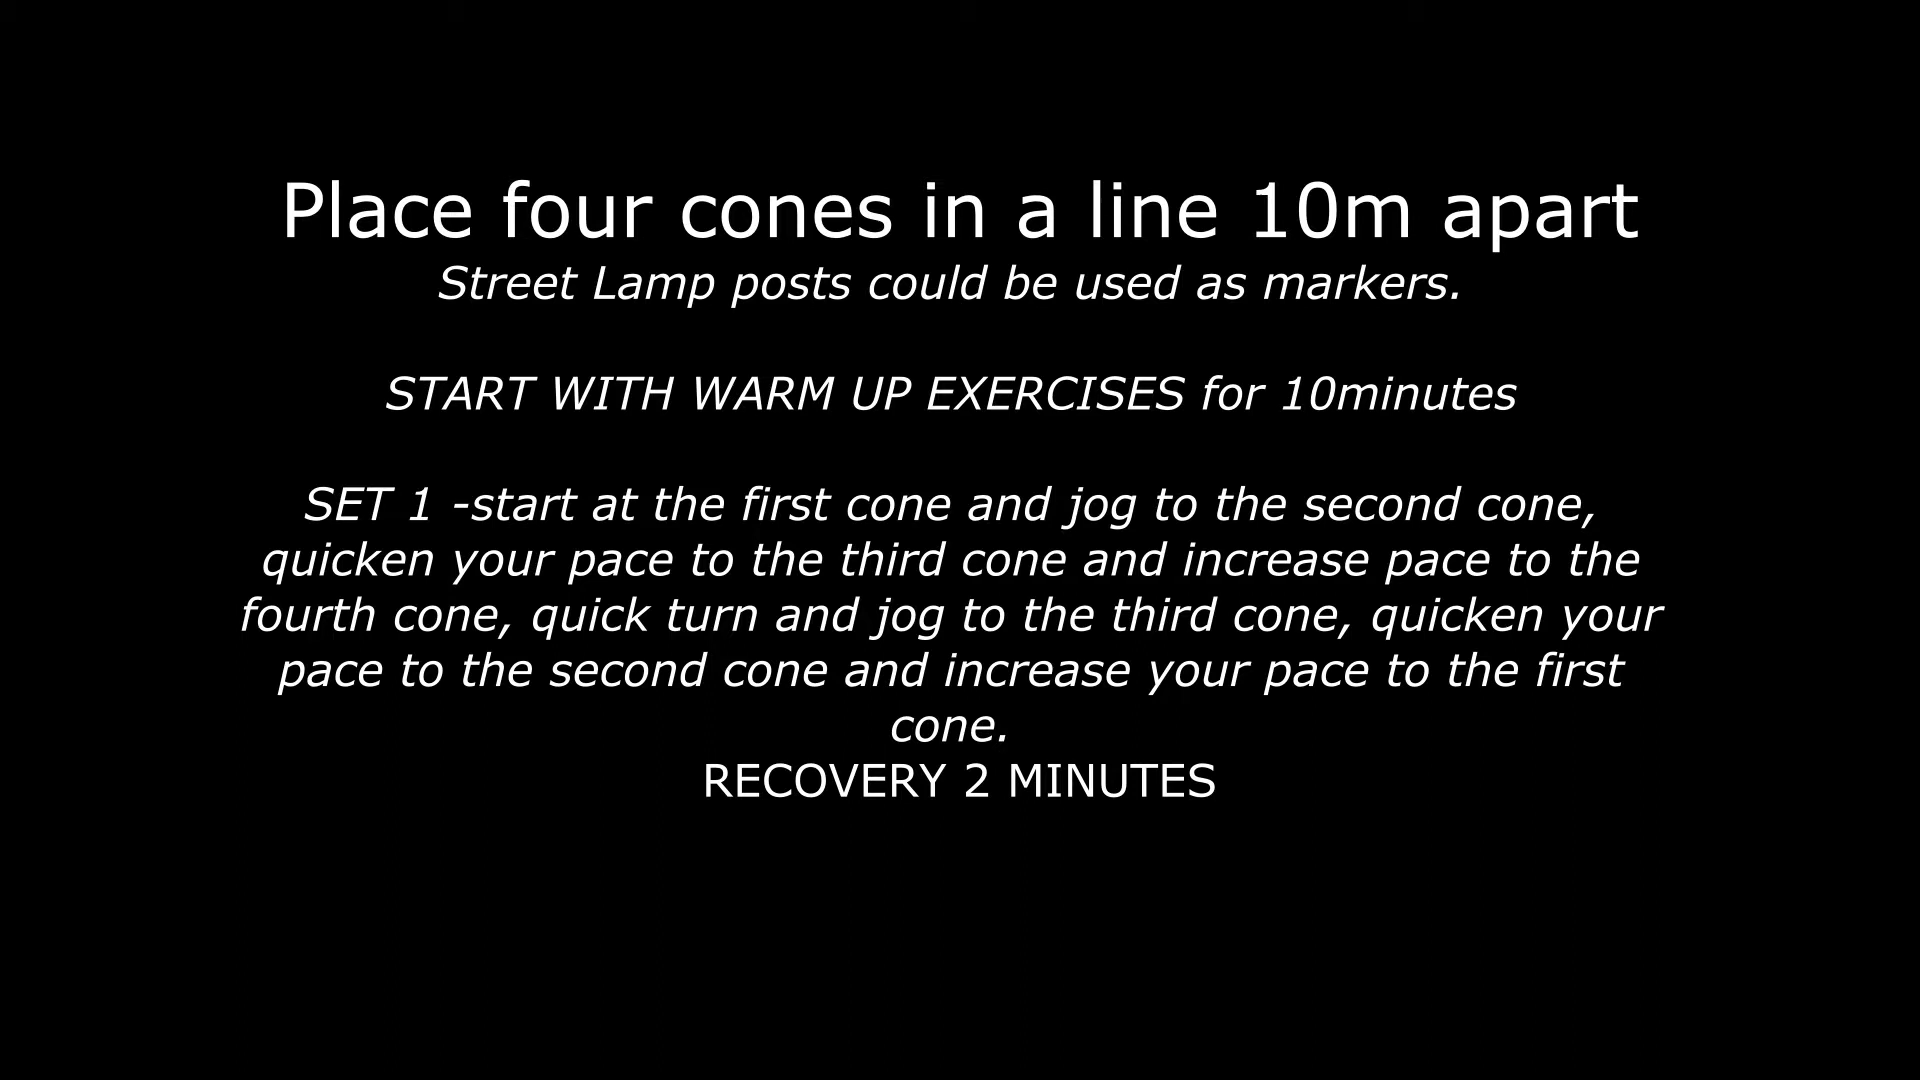 Place four cones in a line 10m apart
Street Lamp posts could be used as markers.
START WITH WARM UP EXERCISES for 10minutes
SET 1 -start at the first cone and jog to the second cone,
quicken your pace to the third cone and increase pace to the
fourth cone, quick turn and jog to the third cone, quicken your
pace to the second cone and increase your pace to the first
cone.
RECOVERY 2 MINUTES